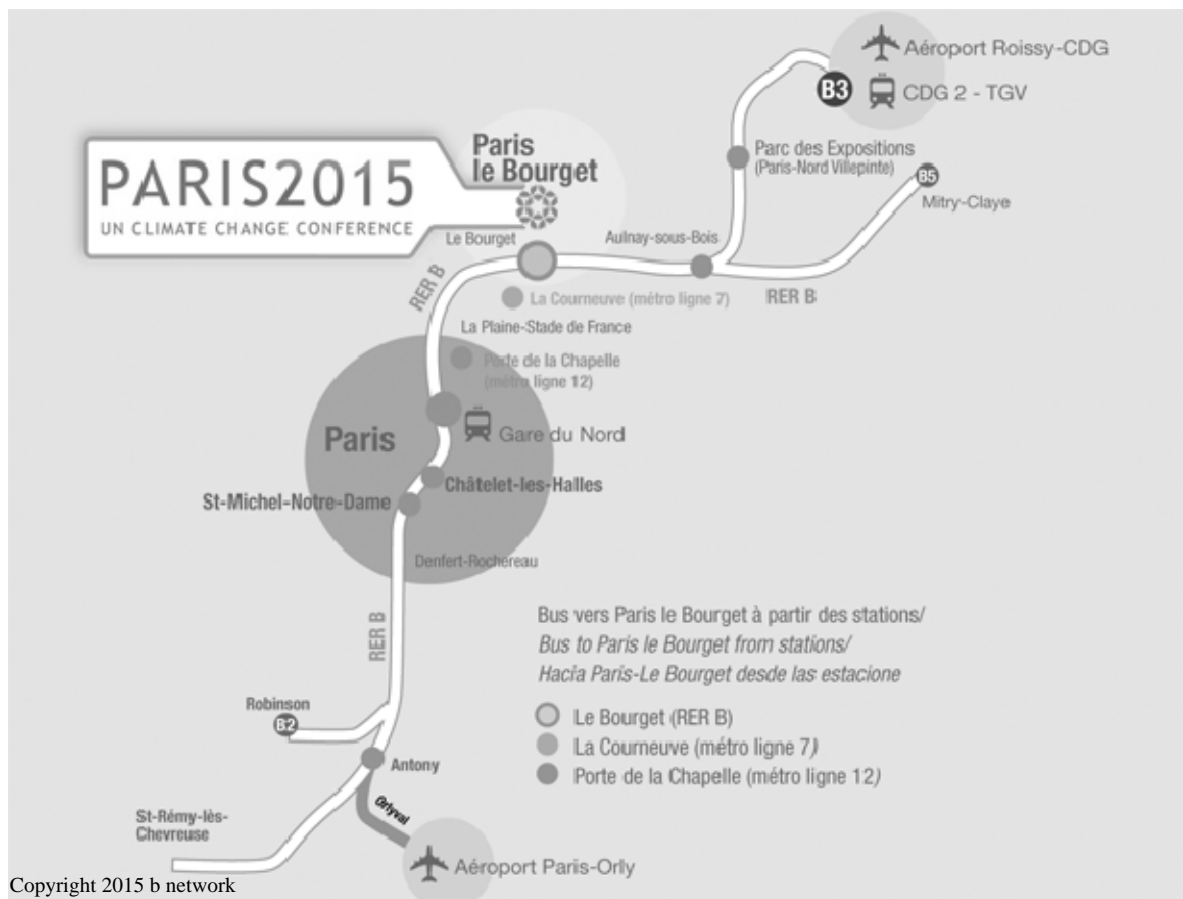 Aéroport Roissy-CDG
B3
CDG 2 - TGV
Paris
le Bourget
Parc des Expositions
(Paris-Nord Villepinte)
B5
Mitry-Claye
PARIS2015
UN CLIMATE CHANGE CONFERENCE
Le Bourget
Aulnay-sous-Bois
RER B
La Courneuve (métro ligne 7)
RER B
La Plaine-Stade de France
Porte de la Chapelle
(métro ligne 12)
Paris
Gare du Nord
Châtelet-les-Halles
St-Michel-Notre-Dame
Denfert-Rochereau
RER B
Bus vers Paris le Bourget à partir des stations/
Bus to Paris le Bourget from stations/
Hacia Paris-Le Bourget desde las estacione
Le Bourget (RER B)
La Courneuve (métro ligne 7)
Porte de la Chapelle (métro ligne 12)
Robinson
B2
Antony
Orlyval
St-Rémy-lès-
Chevreuse
Aéroport Paris-Orly
Copyright 2015 b network